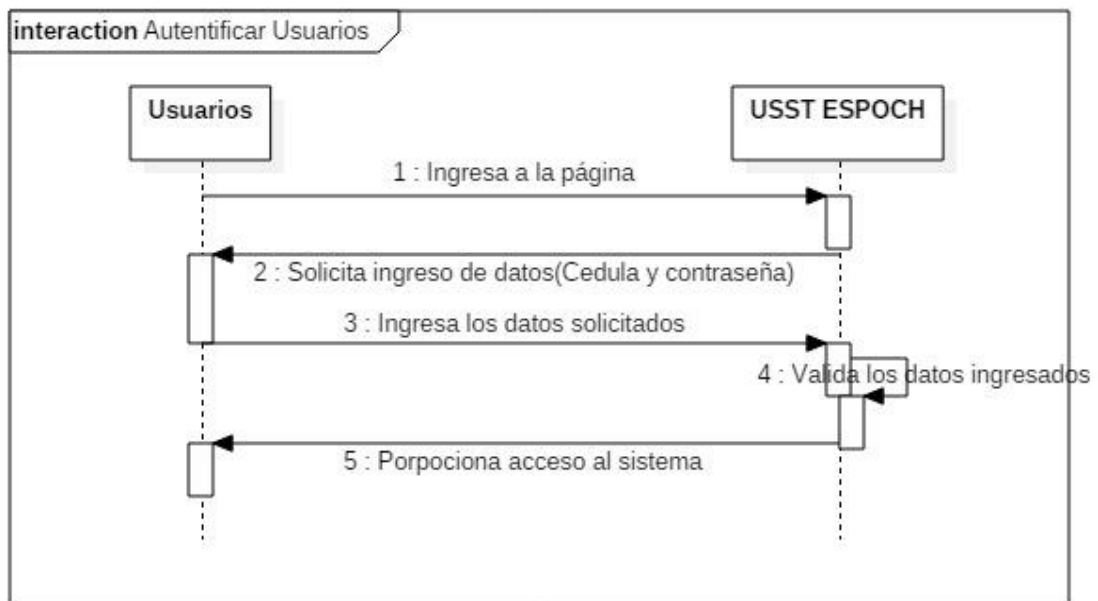 interaction Autentificar Usuarios
Usuarios
USST ESPOCH
1 : Ingresa a la página
2 : Solicita ingreso de datos(Cedula y contraseña)
3 : Ingresa los datos solicitados
4 : Valida los datos ingresados
5 : Porpociona acceso al sistema